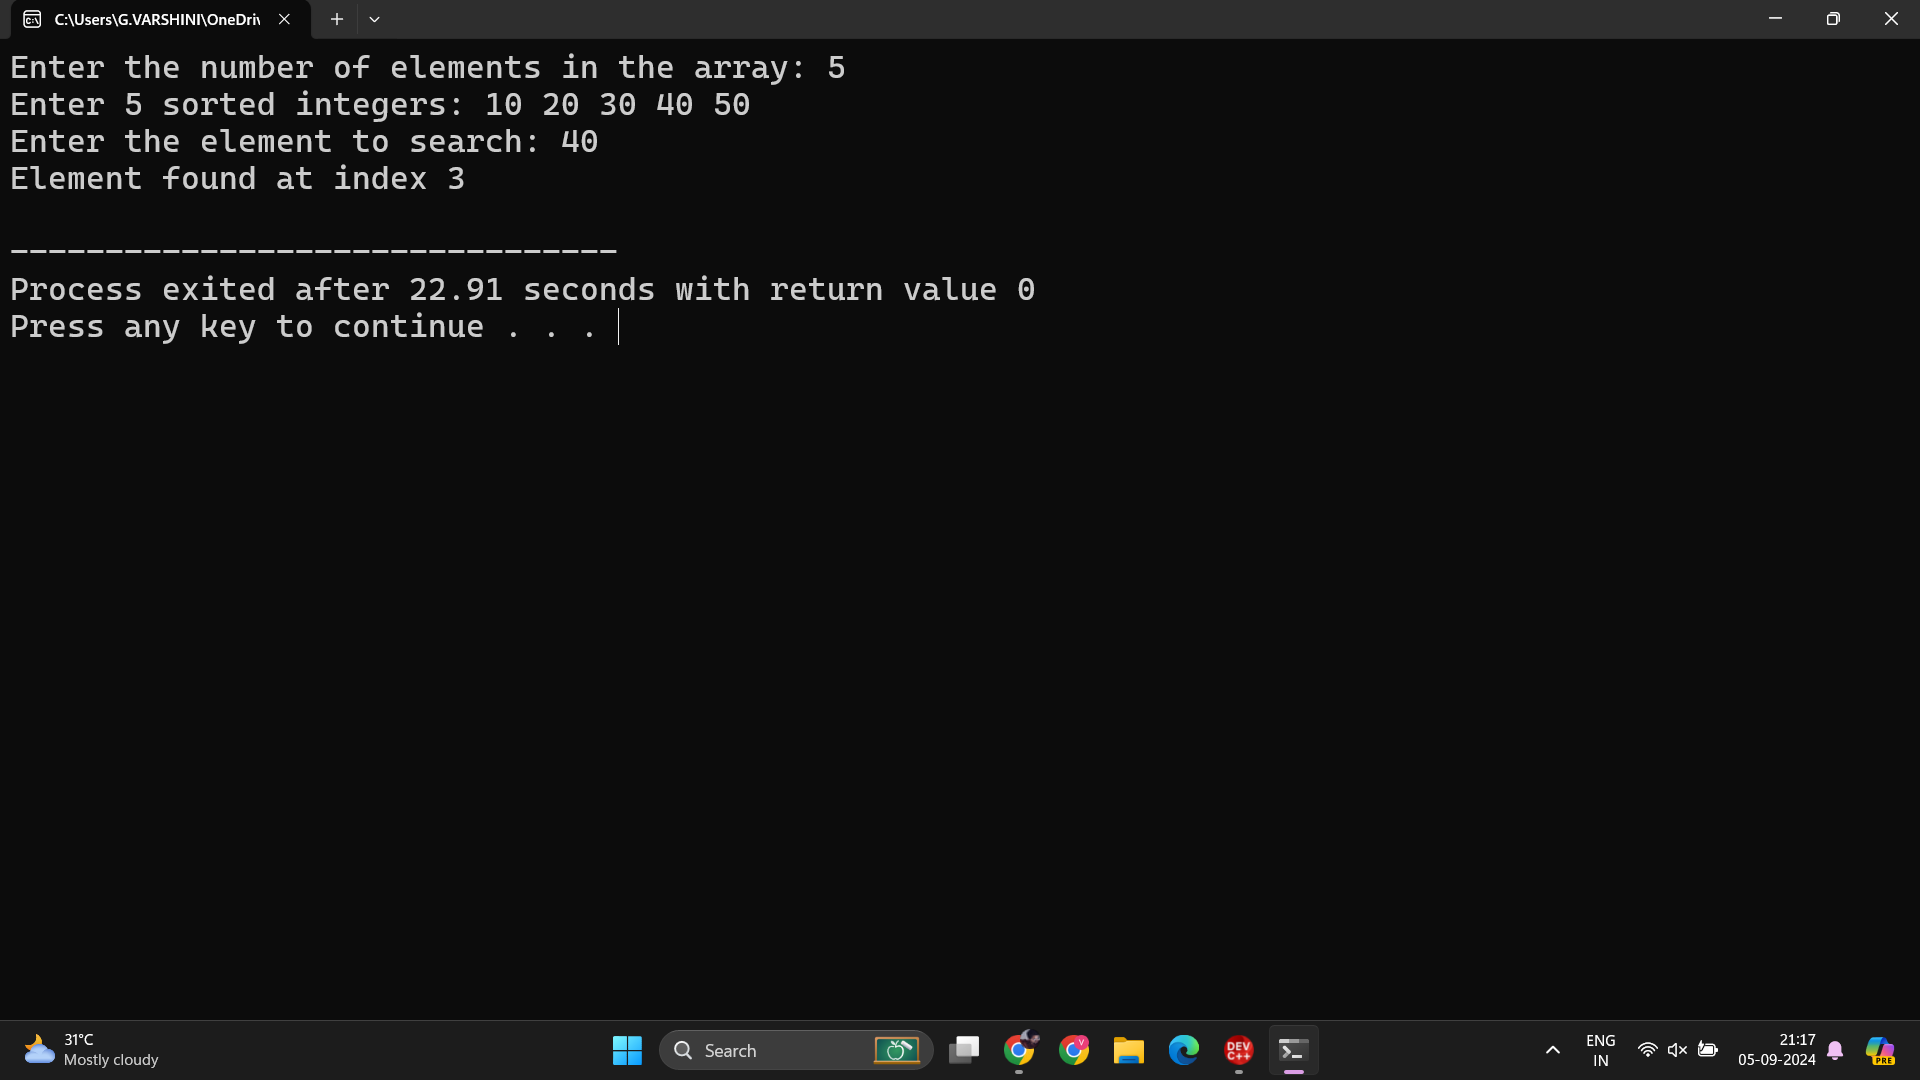 C:\Users\G.VARSHINI\OneDri
Enter the number of elements in the array: 5
Enter 5 sorted integers: 10 20 30 40 50
Enter the element to search: 40
Element found at index 3
--------------------------------
Process exited after 22.91 seconds with return value 0
Press any key to continue . . .
31°C
Mostly cloudy
Search
V
DEV
C++
ENG
IN
21:17
05-09-2024
PRE